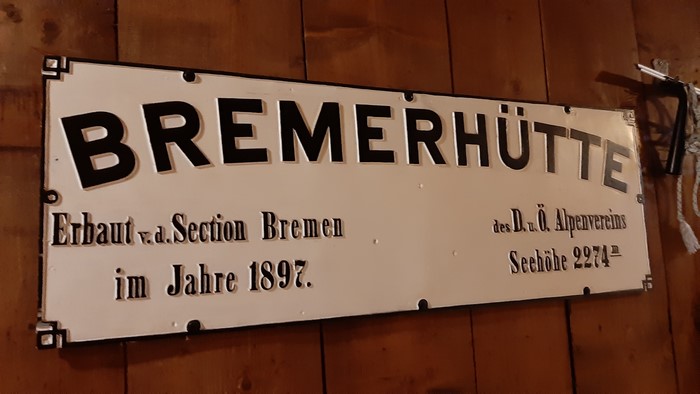 BREMERHÜTTE
Erbaut v. d. Section Bremen
im Jahre 1897.
des D. u. Ö. Alpenvereins
Seehöhe 2274 m